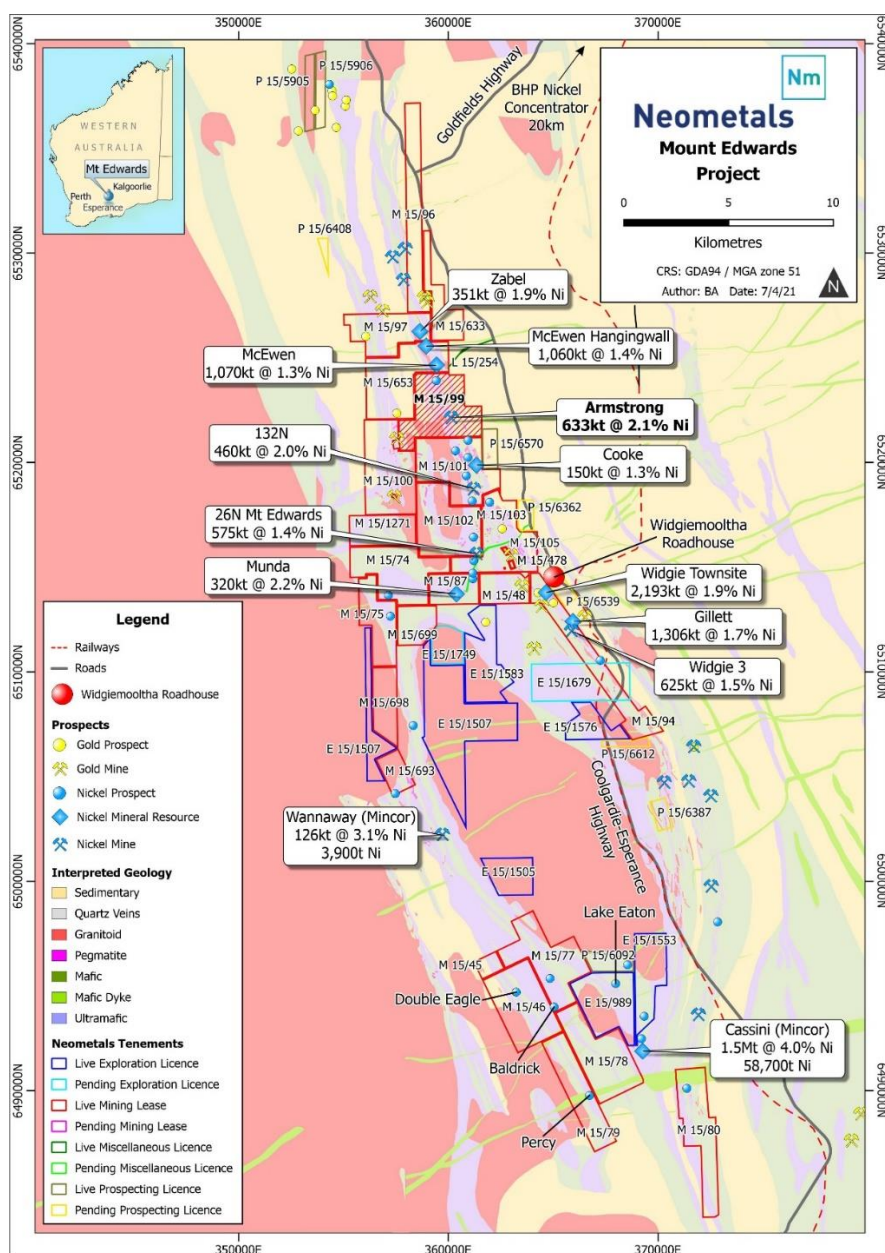 350000E
360000E
370000E
6540000N
6540000N
WESTERN
AUSTRALIA
Mt Edwards
Kalgoorlie
Perth
Esperance
P 15/5905
P 15/5906
Goldfields Highway
BHP Nickel
Concentrator
20km
Nm
Neometals
Mount Edwards
Project
0
5
10
Kilometres
CRS: GDA94 / MGA zone 51
Author: BA Date: 7/4/21
N
M 15/96
P 15/6408
6530000N
6530000N
Zabel
351kt @ 1.9% Ni
M 15/97
M 15/633
McEwen Hangingwall
1,060kt @ 1.4% Ni
McEwen
1,070kt @ 1.3% Ni
L 15/254
M 15/653
M 15/99
Armstrong
633kt @ 2.1% Ni
132N
460kt @ 2.0% Ni
P 15/6570
6520000N
6520000N
M 15/101
Cooke
150kt @ 1.3% Ni
M 15/100
M 15/102
M 15/103
P 15/6362
26N Mt Edwards
575kt @ 1.4% Ni
M 15/1271
M 15/105
Widgiemooltha
Roadhouse
M 15/74
M 15/478
Munda
320kt @ 2.2% Ni
M 15/87
M 15/48
Widgie Townsite
2,193kt @ 1.9% Ni
P 15/6539
M 15/75
Gillett
1,306kt @ 1.7% Ni
M 15/699
Widgie 3
625kt @ 1.5% Ni
E 15/1749
E 15/1583
E 15/1679
6510000N
6510000N
M 15/698
E 15/1507
E 15/1507
E 15/1576
M 15/94
P 15/6612
M 15/693
P 15/6387
Coolgardie-Esperance
Highway
Wannaway (Mincor)
126kt @ 3.1% Ni
3,900t Ni
6500000N
6500000N
E 15/1505
Lake Eaton
E 15/1553
M 15/45
M 15/77
P 15/6092
Double Eagle
M 15/46
E 15/989
Baldrick
M 15/78
Cassini (Mincor)
1.5Mt @ 4.0% Ni
58,700t Ni
6490000N
6490000N
Percy
M 15/79
M 15/80
Legend
Railways
Roads
Widgiemooltha Roadhouse
Prospects
Gold Prospect
Gold Mine
Nickel Prospect
Nickel Mineral Resource
Nickel Mine
Interpreted Geology
Sedimentary
Quartz Veins
Granitoid
Pegmatite
Mafic
Mafic Dyke
Ultramafic
Neometals Tenements
Live Exploration Licence
Pending Exploration Licence
Live Mining Lease
Pending Mining Lease
Live Miscellaneous Licence
Pending Miscellaneous Licence
Live Prospecting Licence
Pending Prospecting Licence
350000E
360000E
370000E